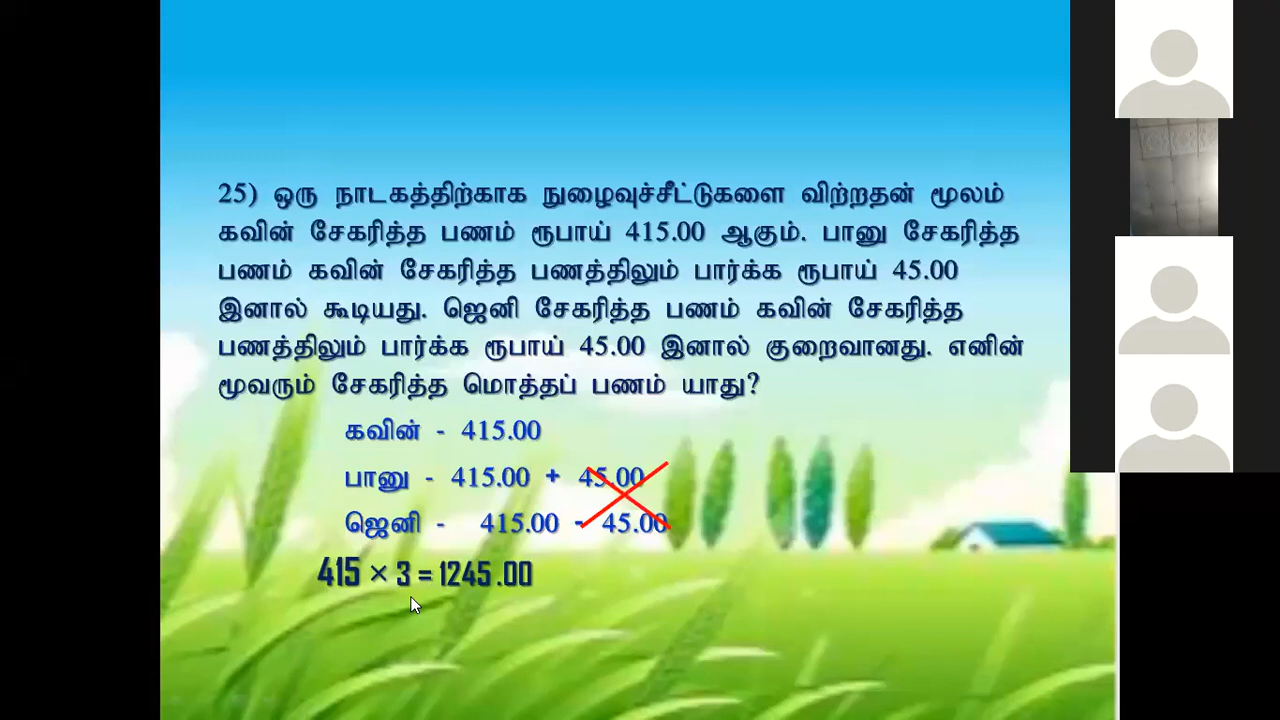 25) ஒரு நாடகத்திற்காக நுழைவுச்சீட்டுகளை விற்றதன் மூலம்
கவின் சேகரித்த பணம் ரூபாய் 415.00 ஆகும். பானு சேகரித்த
பணம் கவின் சேகரித்த பணத்திலும் பார்க்க ரூபாய் 45.00
இனால் கூடியது. ஜெனி சேகரித்த பணம் கவின் சேகரித்த
பணத்திலும் பார்க்க ரூபாய் 45.00 இனால் குறைவானது. எனின்
மூவரும் சேகரித்த மொத்தப் பணம் யாது?
கவின் - 415.00
பானு - 415.00 + 45.00
ஜெனி - 415.00 - 45.00
415 × 3 = 1245.00